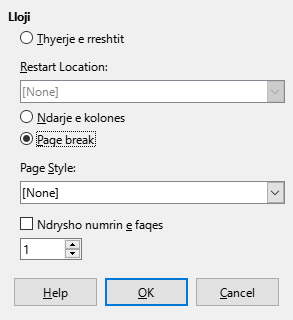 Lloji
Thyerje e rreshtit
Restart Location:
[None]
Ndarje e kolones
Page break
Page Style:
[None]
Ndrysho numrin e faqes
1
Help
OK
Cancel